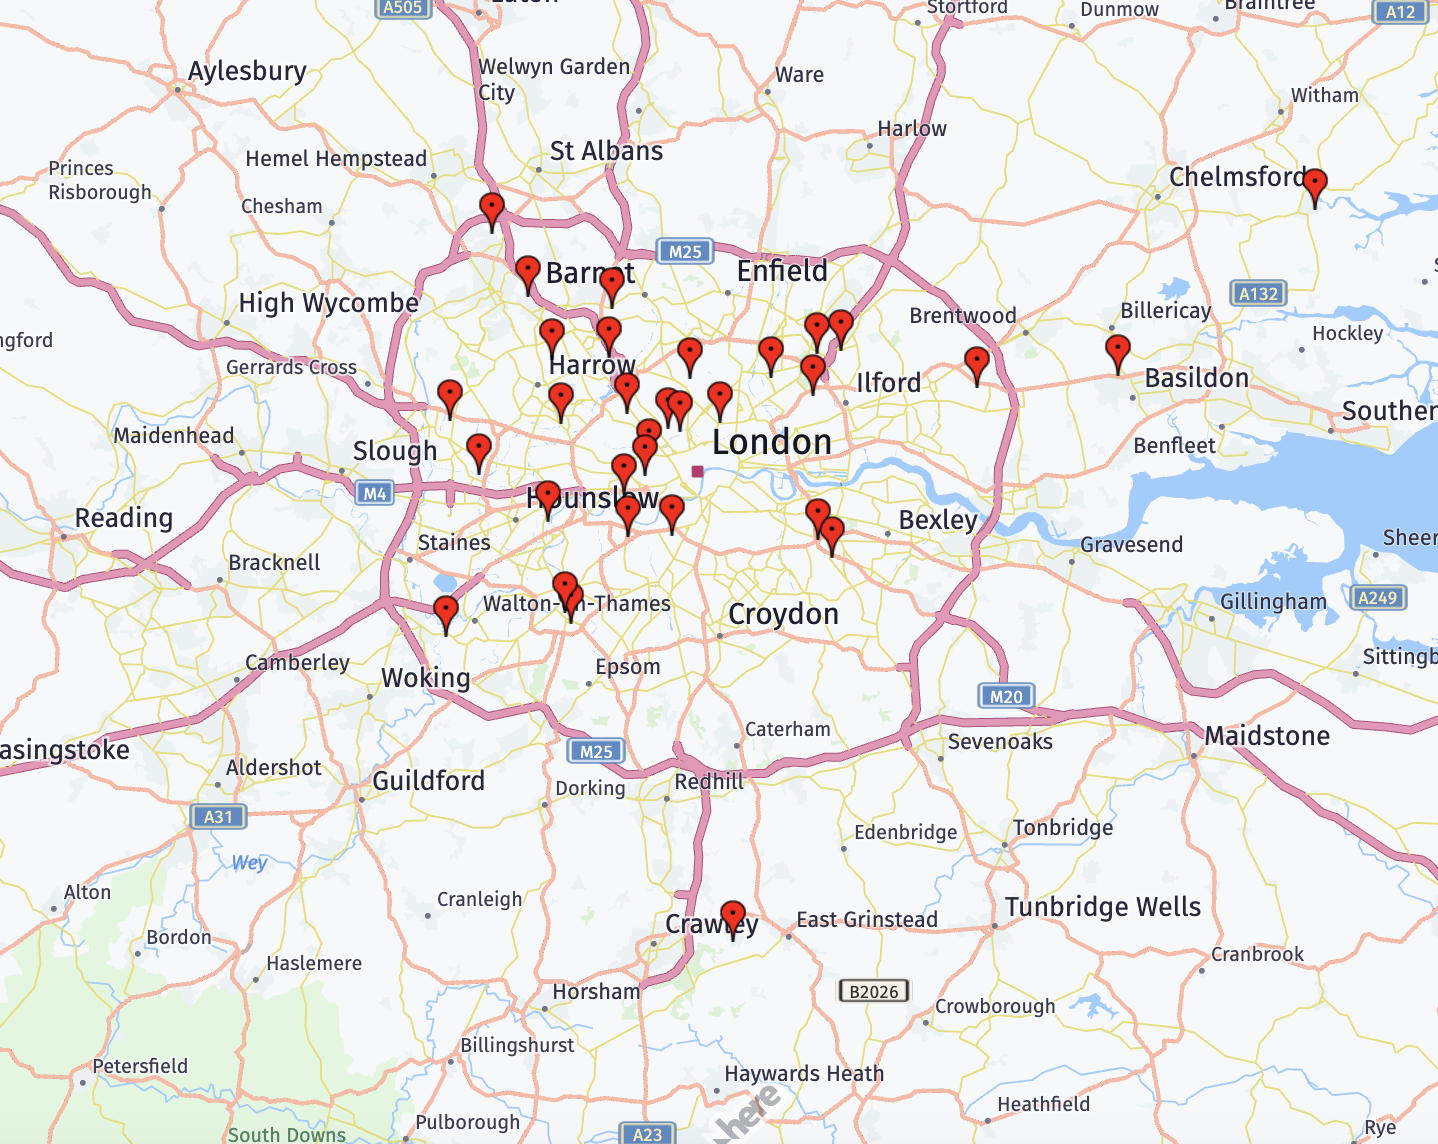 A505
Stortford
Dunmow
A12
Aylesbury
Welwyn Garden
City
Ware
Witham
Harlow
St Albans
Hemel Hempstead
Princes
Risborough
Chelmsford
Chesham
M25
Enfield
High Wycombe
A132
Billericay
Brentwood
Hockley
Harrow
Gerrards Cross
Ilford
Basildon
Maidenhead
Slough
London
Benfleet
M4
Reading
Bexley
Staines
Gravesend
Bracknell
A249
Gillingham
Croydon
Camberley
Epsom
Woking
M20
Caterham
Sevenoaks
Maidstone
M25
asingstoke
Aldershot
Guildford
Dorking
Redhill
A31
Edenbridge
Tonbridge
Wey
Alton
Cranleigh
Tunbridge Wells
East Grinstead
Bordon
Cranbrook
Haslemere
Horsham
B2026
Crowborough
Billingshurst
Petersfield
Haywards Heath
Heathfield
Pulborough
South Downs
A23
Rye
here